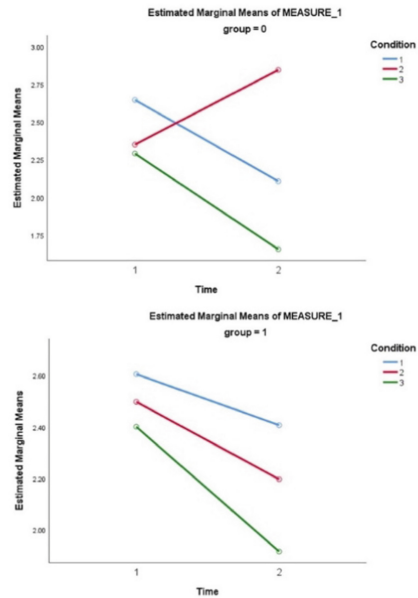 Estimated Marginal Means of MEASURE_1
group = 0
Condition
1
2
3
Estimated Marginal Means
3.00
2.75
2.50
2.25
2.00
1.75
1
2
Time
Estimated Marginal Means of MEASURE_1
group = 1
Condition
1
2
3
Estimated Marginal Means
2.60
2.40
2.20
2.00
1
2
Time